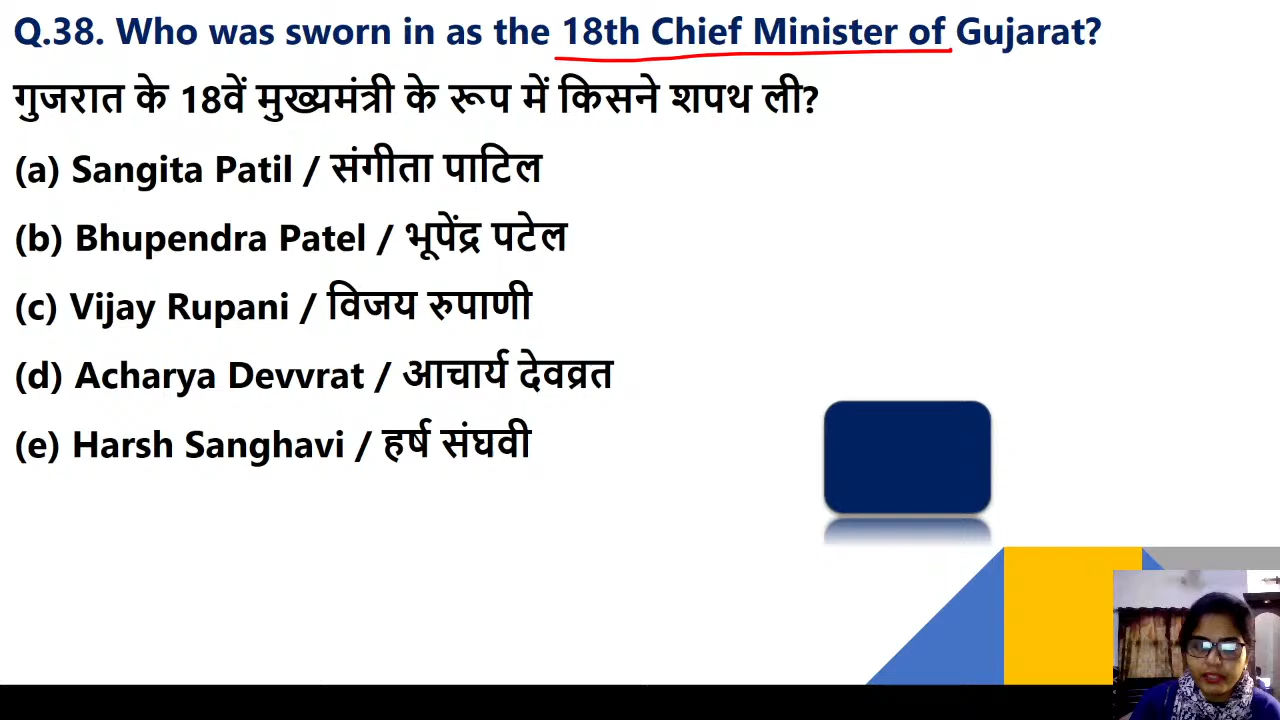 Q.38. Who was sworn in as the 18th Chief Minister of Gujarat?
गुजरात के 18वें मुख्यमंत्री के रूप में किसने शपथ ली?
(a) Sangita Patil / संगीता पाटिल
(b) Bhupendra Patel / भूपेंद्र पटेल
(c) Vijay Rupani / विजय रुपाणी
(d) Acharya Devvrat / आचार्य देवव्रत
(e) Harsh Sanghavi / हर्ष संघवी